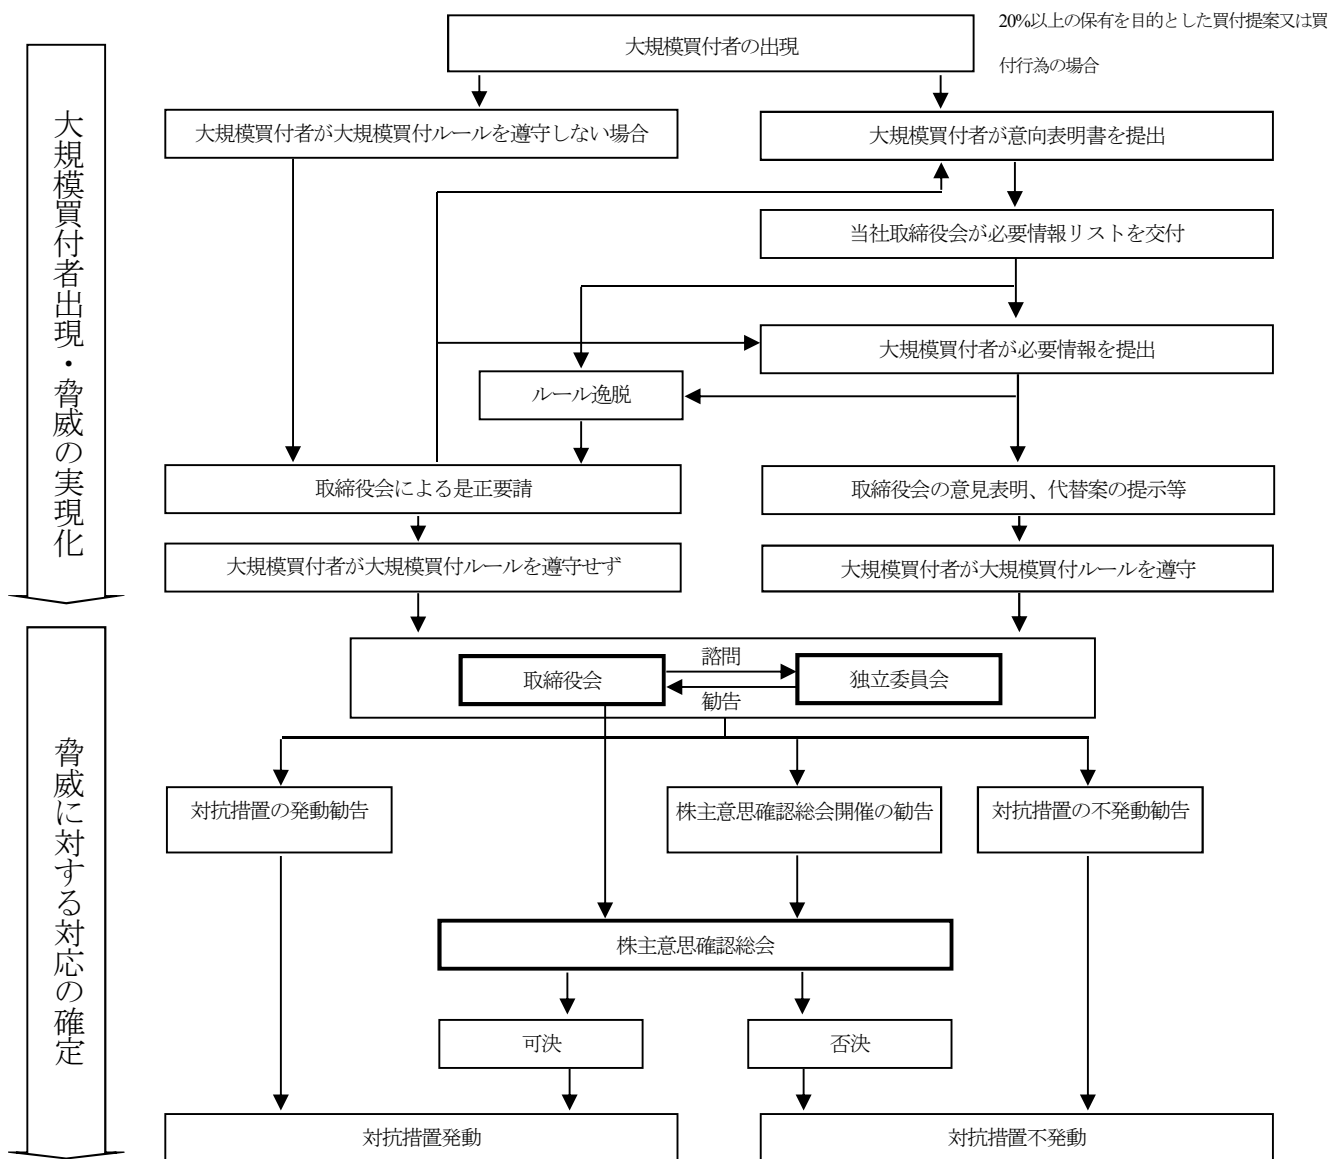 20%以上の保有を目的とした買付提案又は買
付行為の場合
大規模買付者の出現
大規模買付者出現・脅威の実現化
大規模買付者が大規模買付ルールを遵守しない場合
大規模買付者が意向表明書を提出
当社取締役会が必要情報リストを交付
大規模買付者が必要情報を提出
ルール逸脱
取締役会による是正要請
取締役会の意見表明、代替案の提示等
大規模買付者が大規模買付ルールを遵守せず
大規模買付者が大規模買付ルールを遵守
脅威に対する対応の確定
諮問
取締役会
独立委員会
勧告
対抗措置の発動勧告
株主意思確認総会開催の勧告
対抗措置の不発動勧告
株主意思確認総会
可決
否決
対抗措置発動
対抗措置不発動